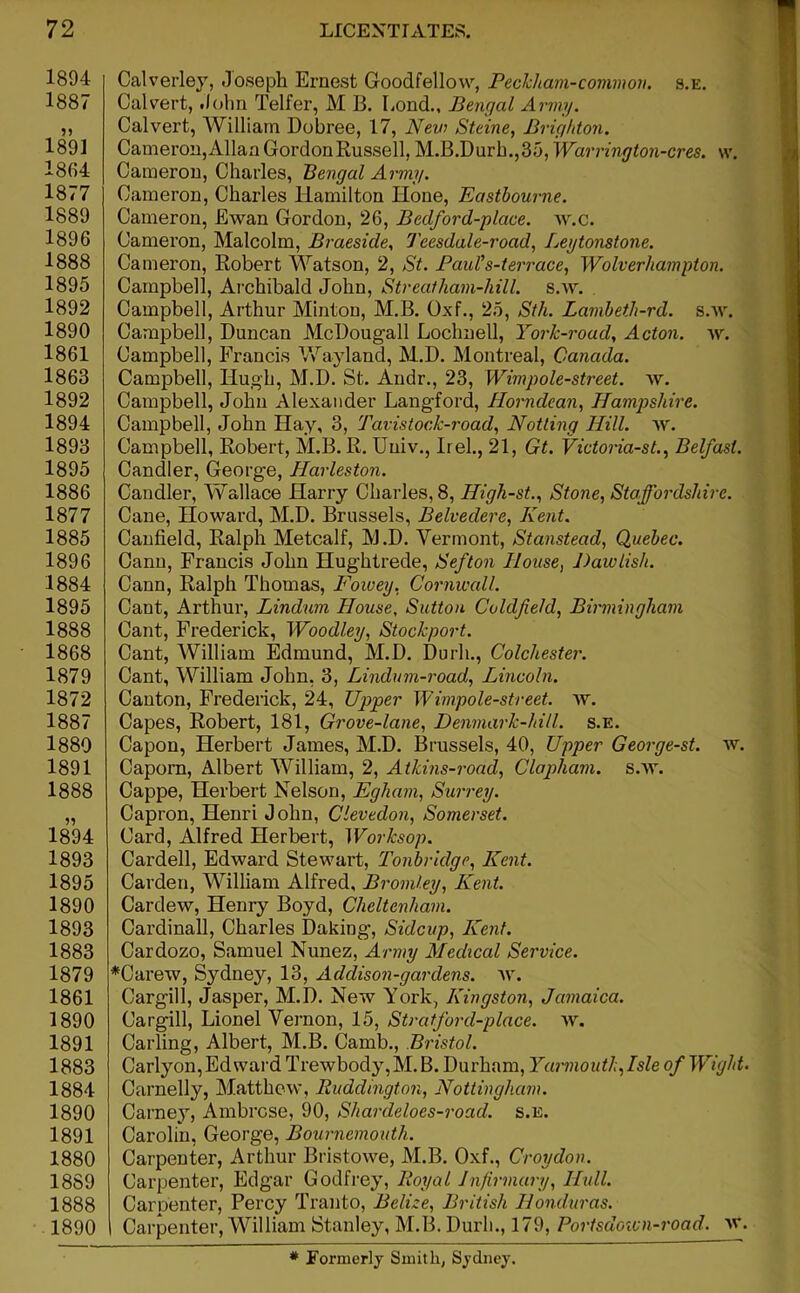 72 LICENTIATES.
1894 Calverley, Joseph Ernest Goodfellow, Peckham-common. S.E.
1887 Calvert, John Telfer, M B. Lond., Bengal Army.
„ Calvert, William Dobree, 17, New Steine, Brighton.
1891 Cameron, Allan Gordon Russell, M.B.Durh., 35, Warrington-cres. W.
1864 Cameron, Charles, Bengal Army.
1877 Cameron, Charles Hamilton Hone, Eastbourne.
1889 Cameron, Ewan Gordon, 26, Bedford-place. W.C.
1896 Cameron, Malcolm, Braeside, Teesdale-road, Leytonstone.
1888 Cameron, Robert Watson, 2, St. Paul's-terrace, Wolverhampton.
1895 Campbell, Archibald John, Streatham-hill. S.W.
1892 Campbell, Arthur Minton, M.B. Oxf., 25, Sth. Lambeth-rd. S.W.
1890 Campbell, Duncan McDougall Lochnell, York-road, Acton. W.
1861 Campbell, Francis Wayland, M.D. Montreal, Canada.
1863 Campbell, Hugh, M.D. St. Andr., 23, Wimpole-street. W.
1892 Campbell, John Alexander Langford, Horndean, Hampshire.
1894 Campbell, John Hay, 3, Tavistock-road, Notting Hill. W.
1893 Campbell, Robert, M.B. R. Univ., Irel., 21, Gt. Victoria-st., Belfast.
1895 Candler, George, Harleston.
1886 Candler, Wallace Harry Charles, 8, High-st., Stone, Staffordshire.
1877 Cane, Howard, M.D. Brussels, Belvedere, Kent.
1885 Canfield, Ralph Metcalf, M.D. Vermont, Stanstead, Quebec.
1896 Cann, Francis John Hughtrede, Sefton House, Dawlish.
1884 Cann, Ralph Thomas, Fowey, Cornwall.
1895 Cant, Arthur, Lindum House, Sutton Coldfield, Birmingham
1888 Cant, Frederick, Woodley, Stockport.
1868 Cant, William Edmund, M.D. Durh., Colchester.
1879 Cant, William John, 3, Lindum-road, Lincoln.
1872 Canton, Frederick, 24, Upper Wimpole-street. W.
1887 Capes, Robert, 181, Grove-lane, Denmark-hill. S.E.
1880 Capon, Herbert James, M.D. Brussels, 40, Upper George-st. W.
1891 Caporn, Albert William, 2, Atkins-road, Clapham. S.W.
1888 Cappe, Herbert Nelson, Egham, Surrey.
„ Capron, Henri John, Clevedon, Somerset.
1894 Card, Alfred Herbert, Worksop.
1893 Cardell, Edward Stewart, Tonbridge, Kent.
1895 Carden, William Alfred, Bromley, Kent.
1890 Cardew, Henry Boyd, Cheltenham.
1893 Cardinall, Charles Daking, Sidcup, Kent.
1883 Cardozo, Samuel Nunez, Army Medical Service.
1879 *Carew, Sydney, 13, Addison-gardens. W.
1861 Cargill, Jasper, M.D. New York, Kingston, Jamaica.
1890 Cargill, Lionel Vernon, 15, Stratford-place. W.
1891 Carling, Albert, M.B. Camb., Bristol.
1883 Carlyon, Edward Trewbody, M.B. Durham, Yarmouth, Isle of Wight.
1884 Carnelly, Matthew, Ruddington, Nottingham.
1890 Carney, Ambrose, 90, Shardeloes-road. S.E.
1891 Carolin, George, Bournemouth.
1880 Carpenter, Arthur Bristowe, M.B. Oxf., Croydon.
1889 Carpenter, Edgar Godfrey, Royal Infirmary, Hull.
1888 Carpenter, Percy Tranto, Belize, British Honduras.
1890 Carpenter, William Stanley, M.B. Durh., 179, Portsdown-road. W.
* Formerly Smith, Sydney.